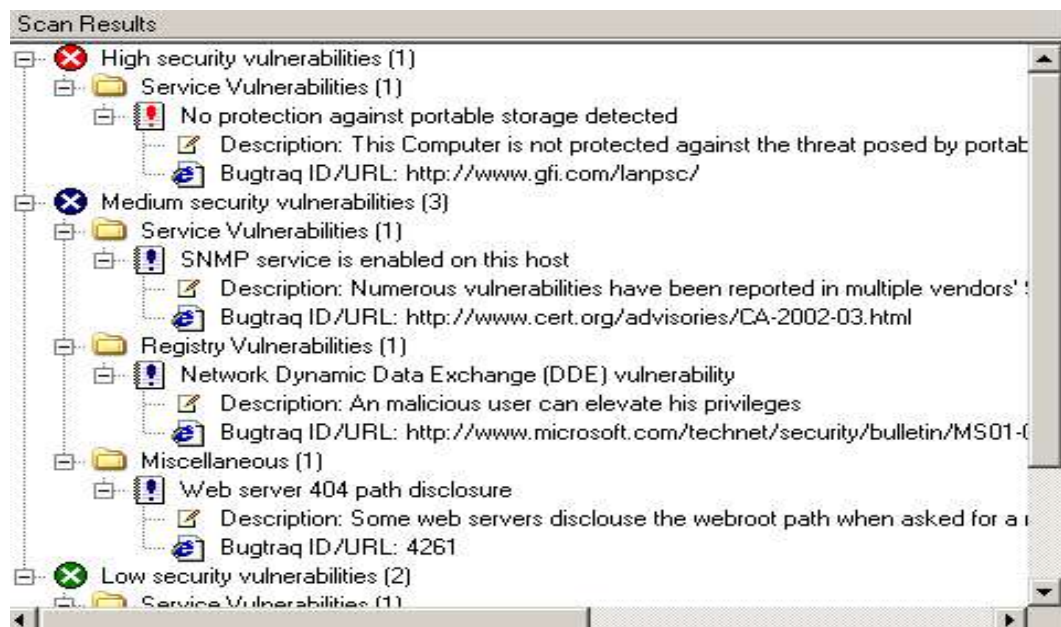 Scan Results
High security vulnerabilities (1)
Service Vulnerabilities (1)
No protection against portable storage detected
Description: This Computer is not protected against the threat posed by portab
Bugtraq ID/URL: http://www.gfi.com/lanpsc/
Medium security vulnerabilities (3)
Service Vulnerabilities (1)
SNMP service is enabled on this host
Description: Numerous vulnerabilities have been reported in multiple vendors'
Bugtraq ID/URL: http://www.cert.org/advisories/CA-2002-03.html
Registry Vulnerabilities (1)
Network Dynamic Data Exchange (DDE) vulnerability
Description: An malicious user can elevate his privileges
Bugtraq ID/URL: http://www.microsoft.com/technet/security/bulletin/MS01-
Miscellaneous (1)
Web server 404 path disclosure
Description: Some web servers disclouse the webroot path when asked for a
Bugtraq ID/URL: 4261
Low security vulnerabilities (2)
Service Vulnerabilities (1)